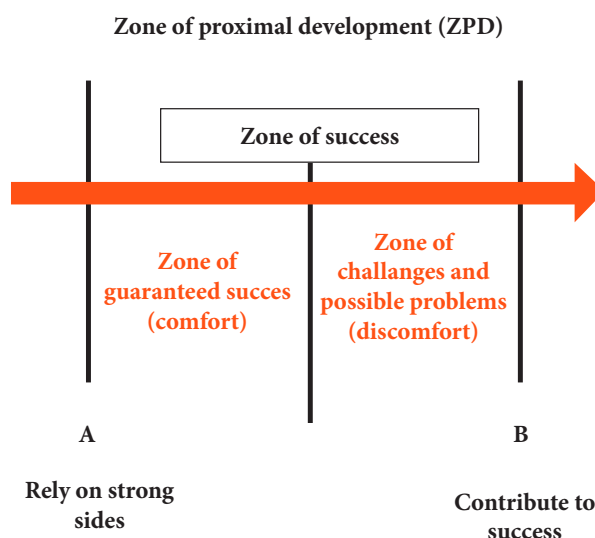 Zone of proximal development (ZPD)
Zone of success
Zone of
guaranteed succes
(comfort)
Zone of
challanges and
possible problems
(discomfort)
A
B
Rely on strong
sides
Contribute to
success